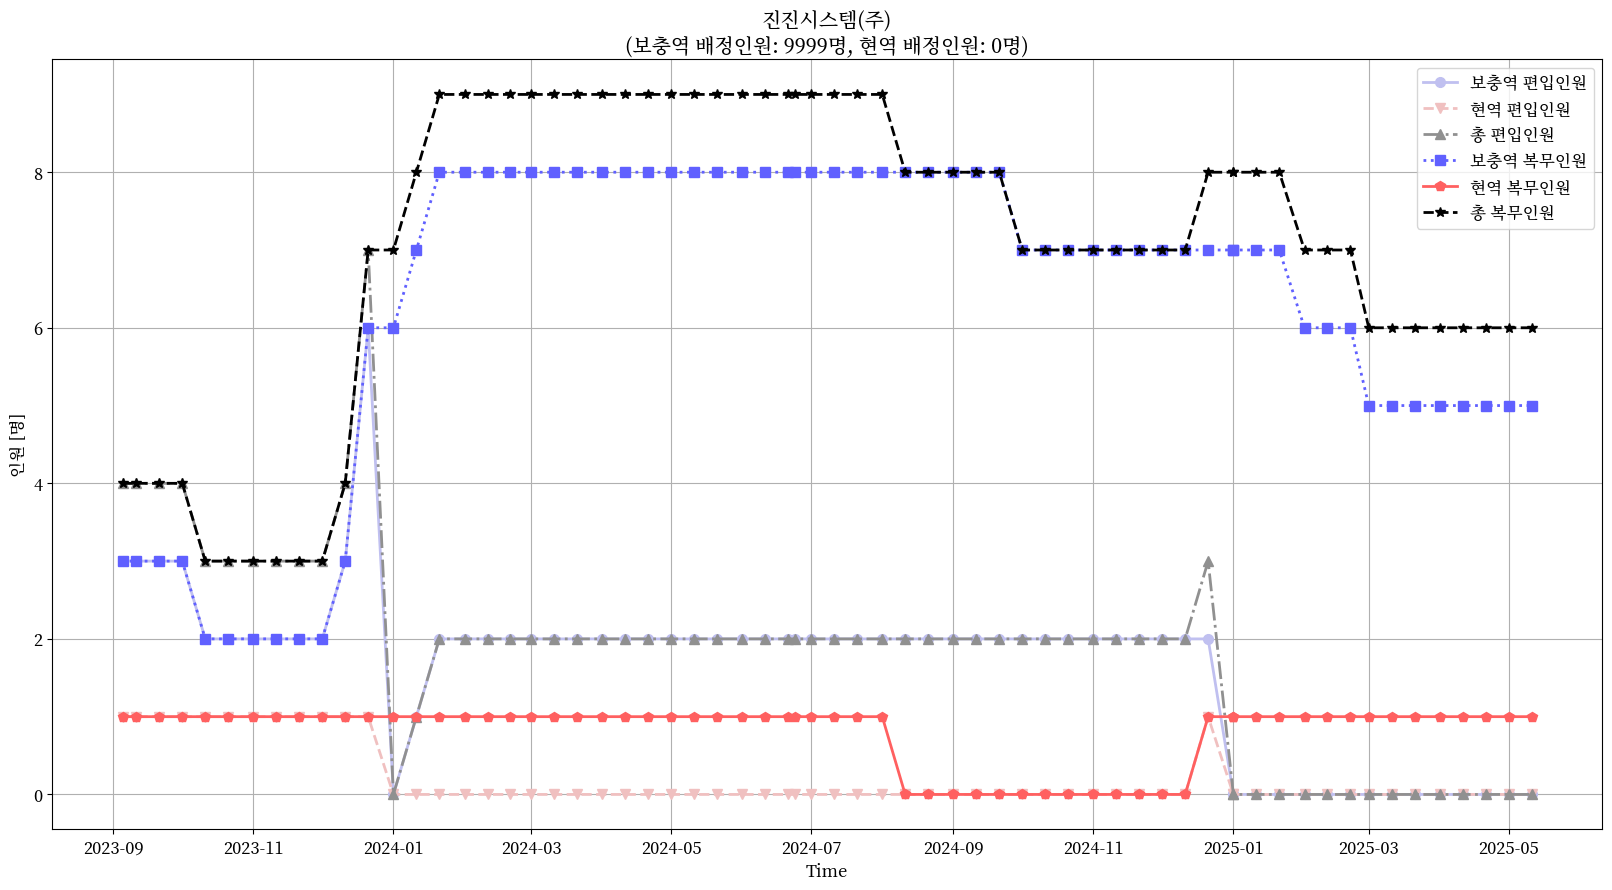 진진시스템(주)
(보충역 배정인원: 9999명, 현역 배정인원: 0명)
보충역 편입인원
현역 편입인원
총 편입인원
보충역 복무인원
현역 복무인원
총 복무인원
인원 [명]
8
6
4
2
0
2023-09
2023-11
2024-01
2024-03
2024-05
2024-07
2024-09
2024-11
2025-01
2025-03
2025-05
Time